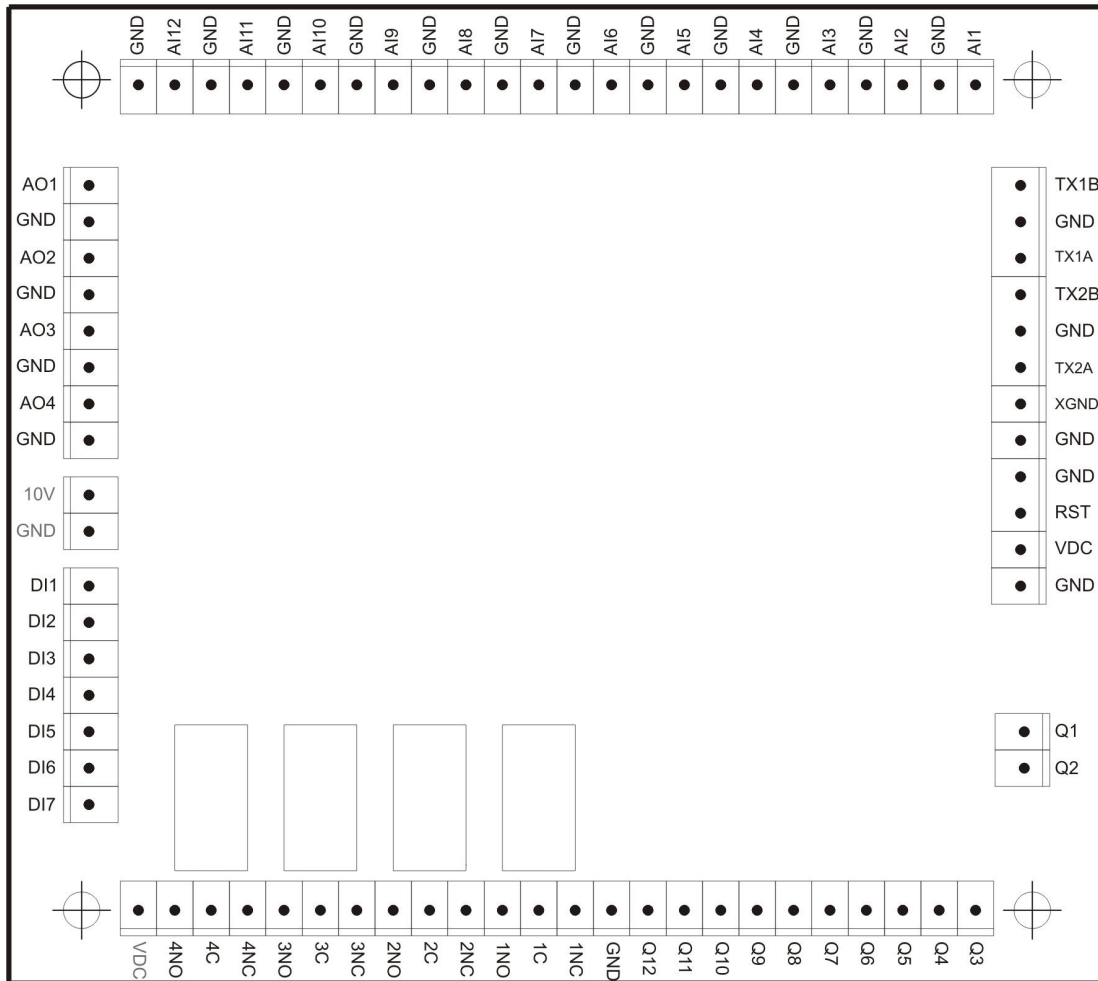 GND AI12 GND AI11 GND AI10 GND AI9 GND AI8 GND AI7 GND AI6 GND AI5 GND AI4 GND AI3 GND AI2 GND AI1
AO1
GND
AO2
GND
AO3
GND
AO4
GND
10V
GND
DI1
DI2
DI3
DI4
DI5
DI6
DI7
TX1B
GND
TX1A
TX2B
GND
TX2A
XGND
GND
GND
RST
VDC
GND
Q1
Q2
VDC 4NO 4C 4NC 3NO 3C 3NC 2NO 2C 2NC 1NO 1C 1NC GND Q12 Q11 Q10 Q9 Q8 Q7 Q6 Q5 Q4 Q3